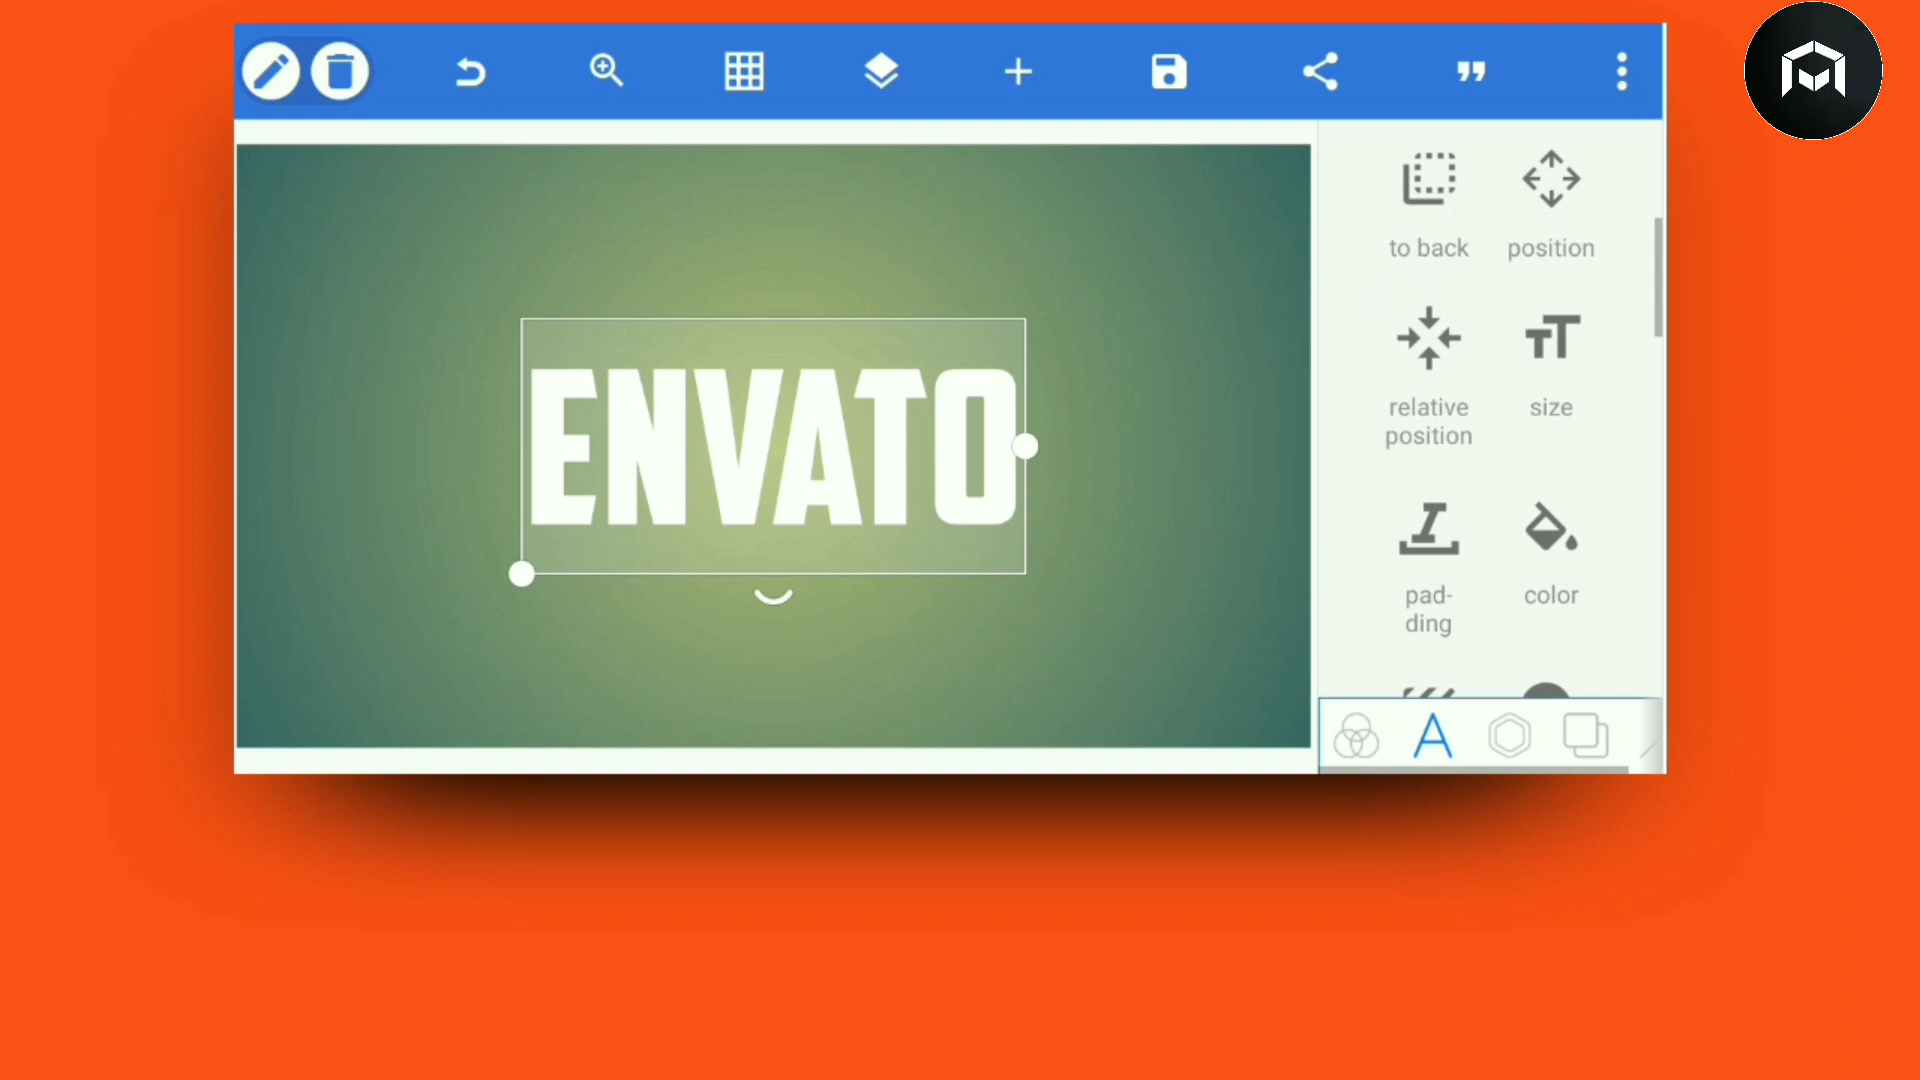 ENVATO
to back
position
relative
position
size
pad-
ding
color